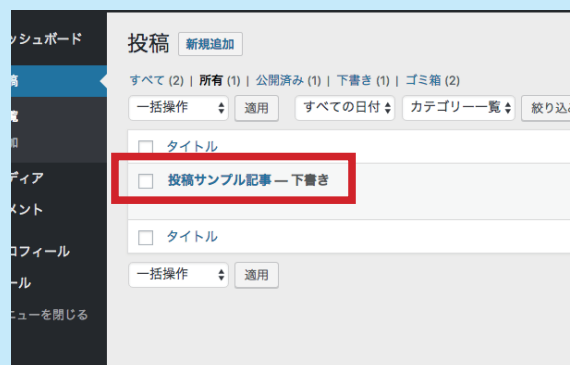 ッシュボード
稿
投稿 新規追加
すべて (2) | 所有 (1) | 公開済み (1) | 下書き (1) | ゴミ箱 (2)
一括操作 適用 すべての日付 カテゴリー一覧 絞り込み
タイトル
ディア
投稿サンプル記事 — 下書き
メント
タイトル
ロフィール
一括操作 適用
ール
ニューを閉じる